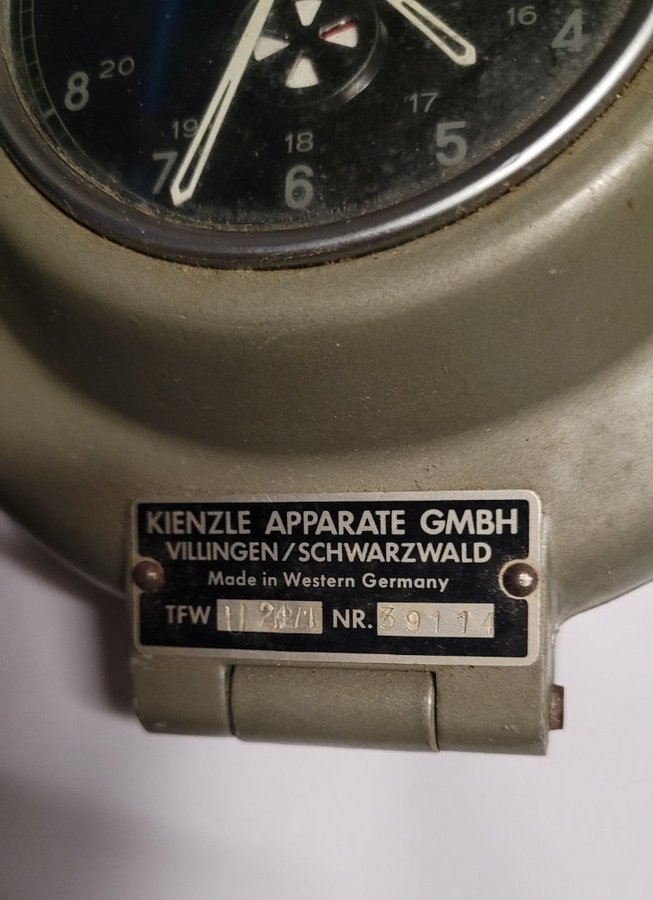 16
4
8 20
17
5
19
7
18
6
KIENZLE APPARATE GMBH
VILLINGEN/SCHWARZWALD
Made in Western Germany
TFW NR. 39114